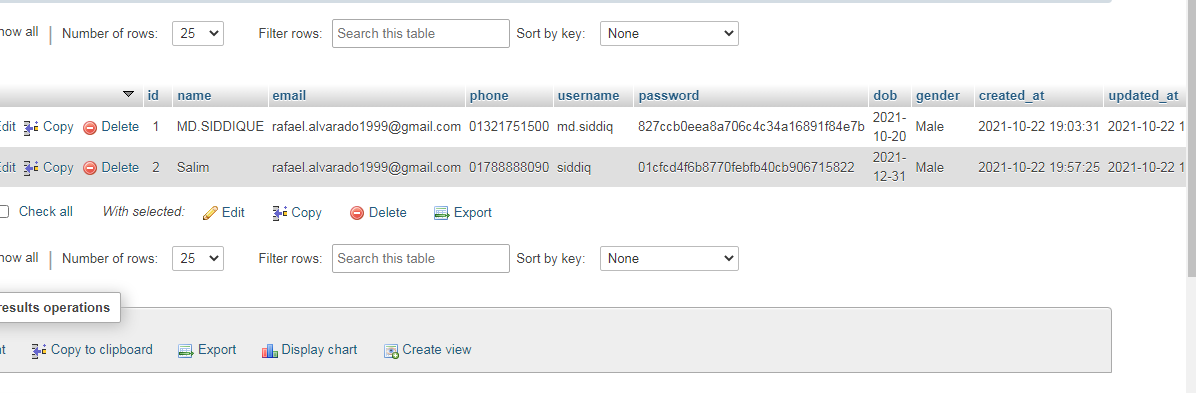 how all Number of rows: 25 Filter rows: Search this table Sort by key: None
id name email phone username password dob gender created_at updated_at
dit Copy Delete 1 MD.SIDDIQUE rafael.alvarado1999@gmail.com 01321751500 md.siddiq 827ccb0eea8a706c4c34a16891f84e7b 2021-10-20 Male 2021-10-22 19:03:31 2021-10-22 1
dit Copy Delete 2 Salim rafael.alvarado1999@gmail.com 01788888090 siddiq 01cfcd4f6b8770febfb40cb906715822 2021-12-31 Male 2021-10-22 19:57:25 2021-10-22 1
Check all With selected: Edit Copy Delete Export
how all Number of rows: 25 Filter rows: Search this table Sort by key: None
results operations
nt Copy to clipboard Export Display chart Create view